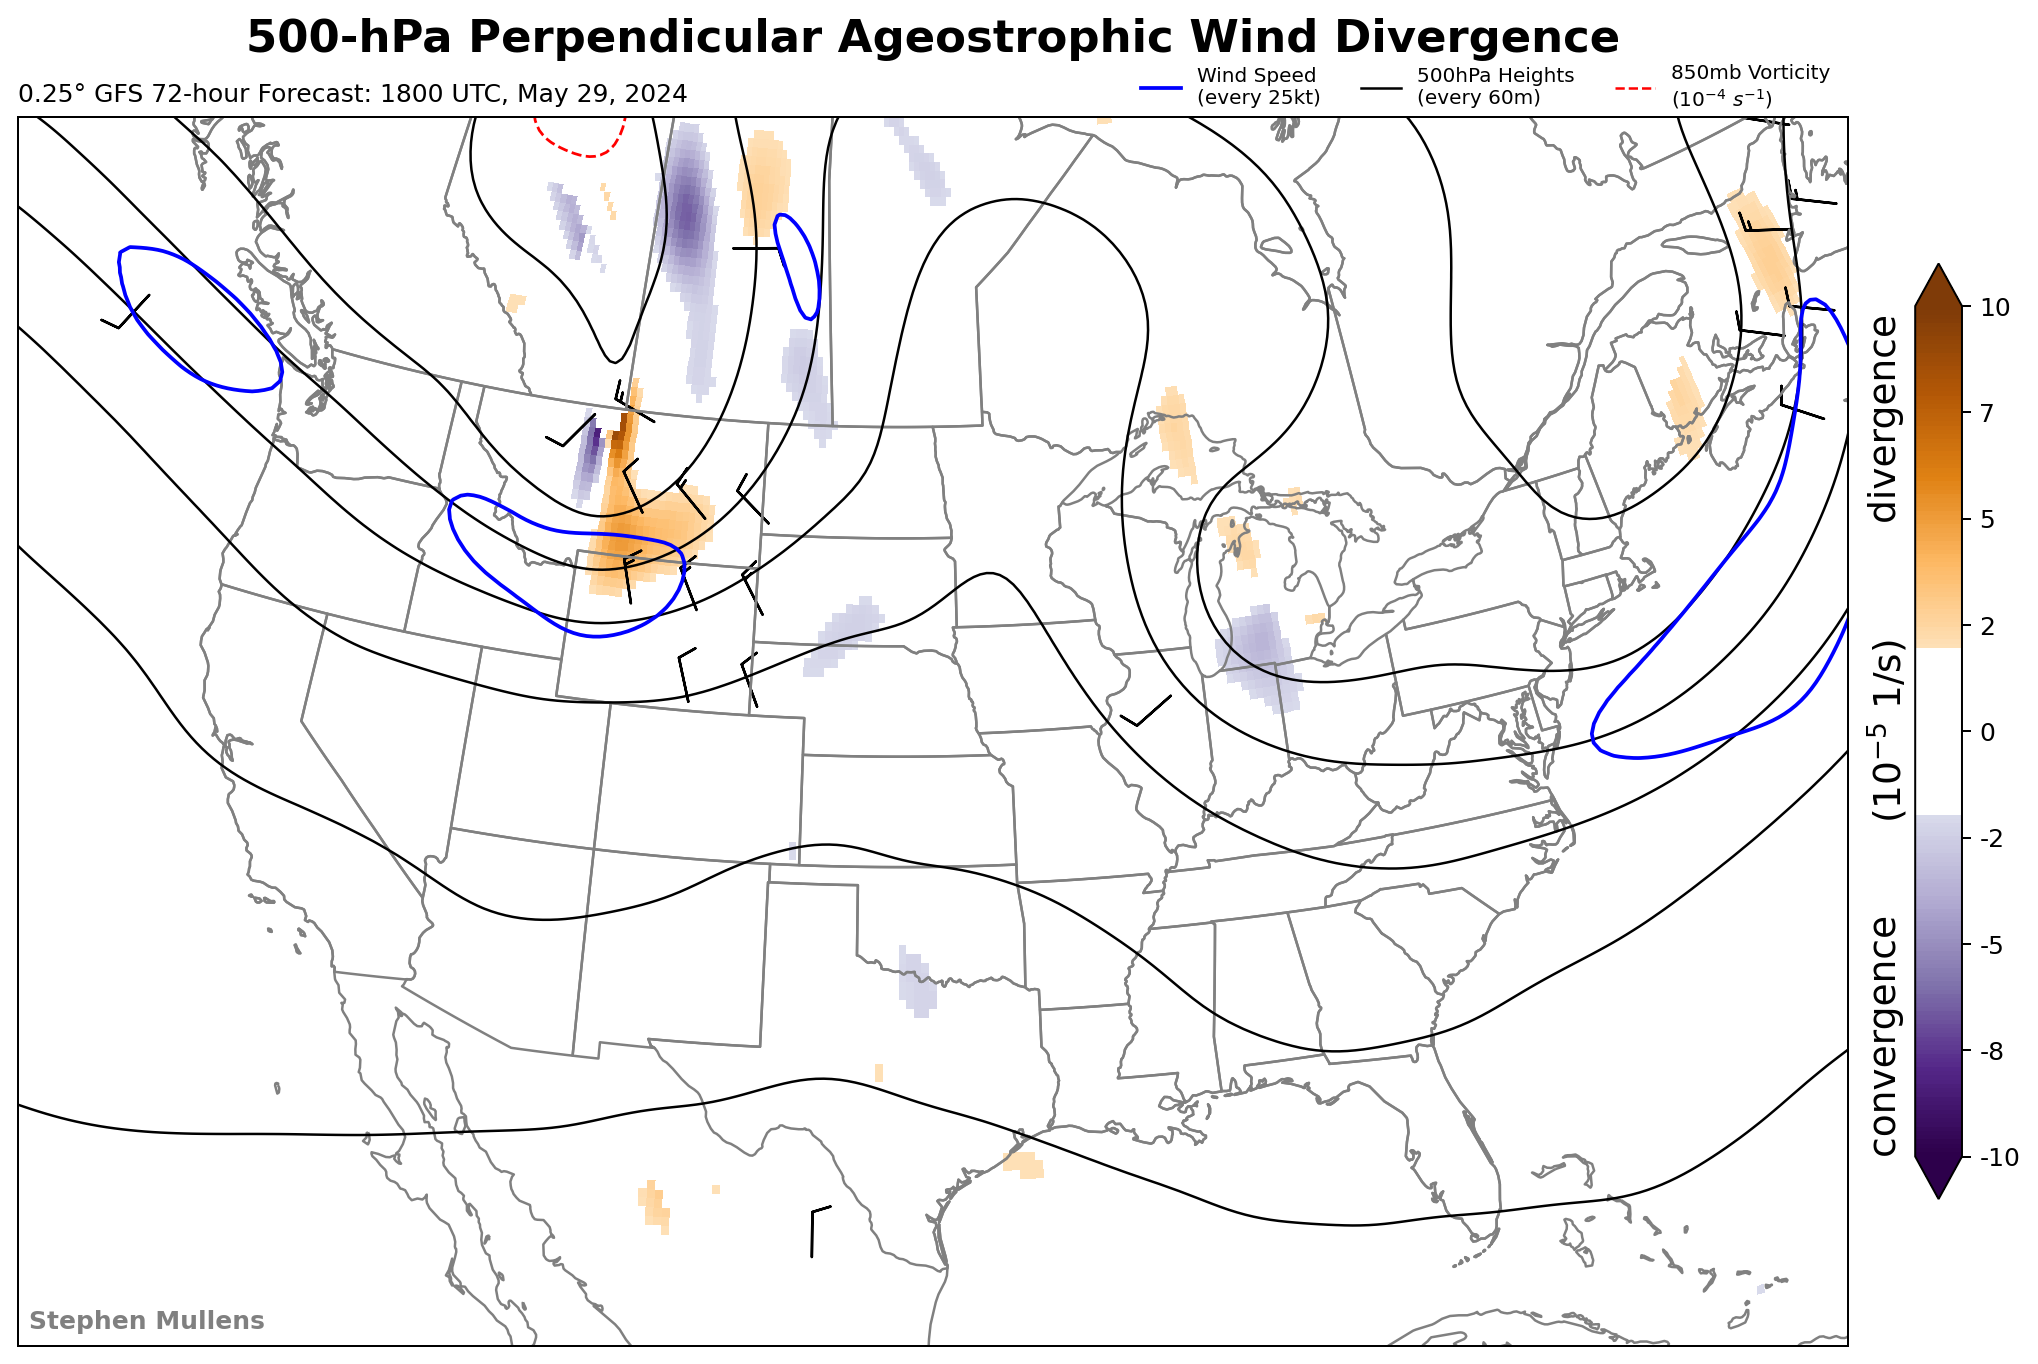 500-hPa Perpendicular Ageostrophic Wind Divergence
0.25° GFS 72-hour Forecast: 1800 UTC, May 29, 2024
Wind Speed
(every 25kt)
500hPa Heights
(every 60m)
850mb Vorticity
(10⁻⁴ s⁻¹)
10
7
5
2
0
-2
-5
-8
-10
convergence (10⁻⁵ 1/s) divergence
Stephen Mullens